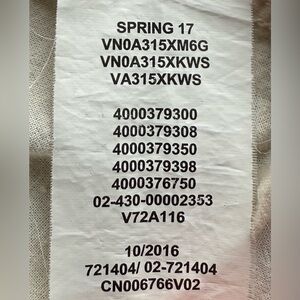 SPRING 17
VN0A315XM6G
VN0A315XKWS
VA315XKWS
4000379300
4000379308
4000379350
4000379398
4000376750
02-430-00002353
V72A116
10/2016
721404/ 02-721404
CN006766V02